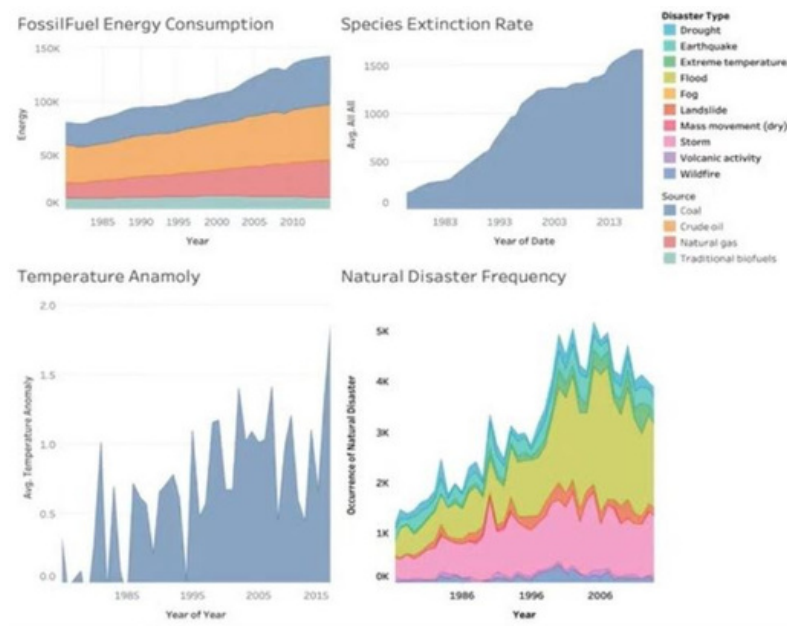 FossilFuel Energy Consumption
150K
100K
50K
0K
Energy
1985 1990 1995 2000 2005 2010
Year
Species Extinction Rate
1500
1000
500
0
Avg. All All
1983 1993 2003 2013
Year of Date
Disaster Type
Drought
Earthquake
Extreme temperature
Flood
Fog
Landslide
Mass movement (dry)
Storm
Volcanic activity
Wildfire
Source
Coal
Crude oil
Natural gas
Traditional biofuels
Temperature Anamoly
2.0
1.5
1.0
0.5
0.0
Avg. Temperature Anomaly
1985 1995 2005 2015
Year of Year
Natural Disaster Frequency
5K
4K
3K
2K
1K
0K
Occurrence of Natural Disaster
1986 1996 2006
Year